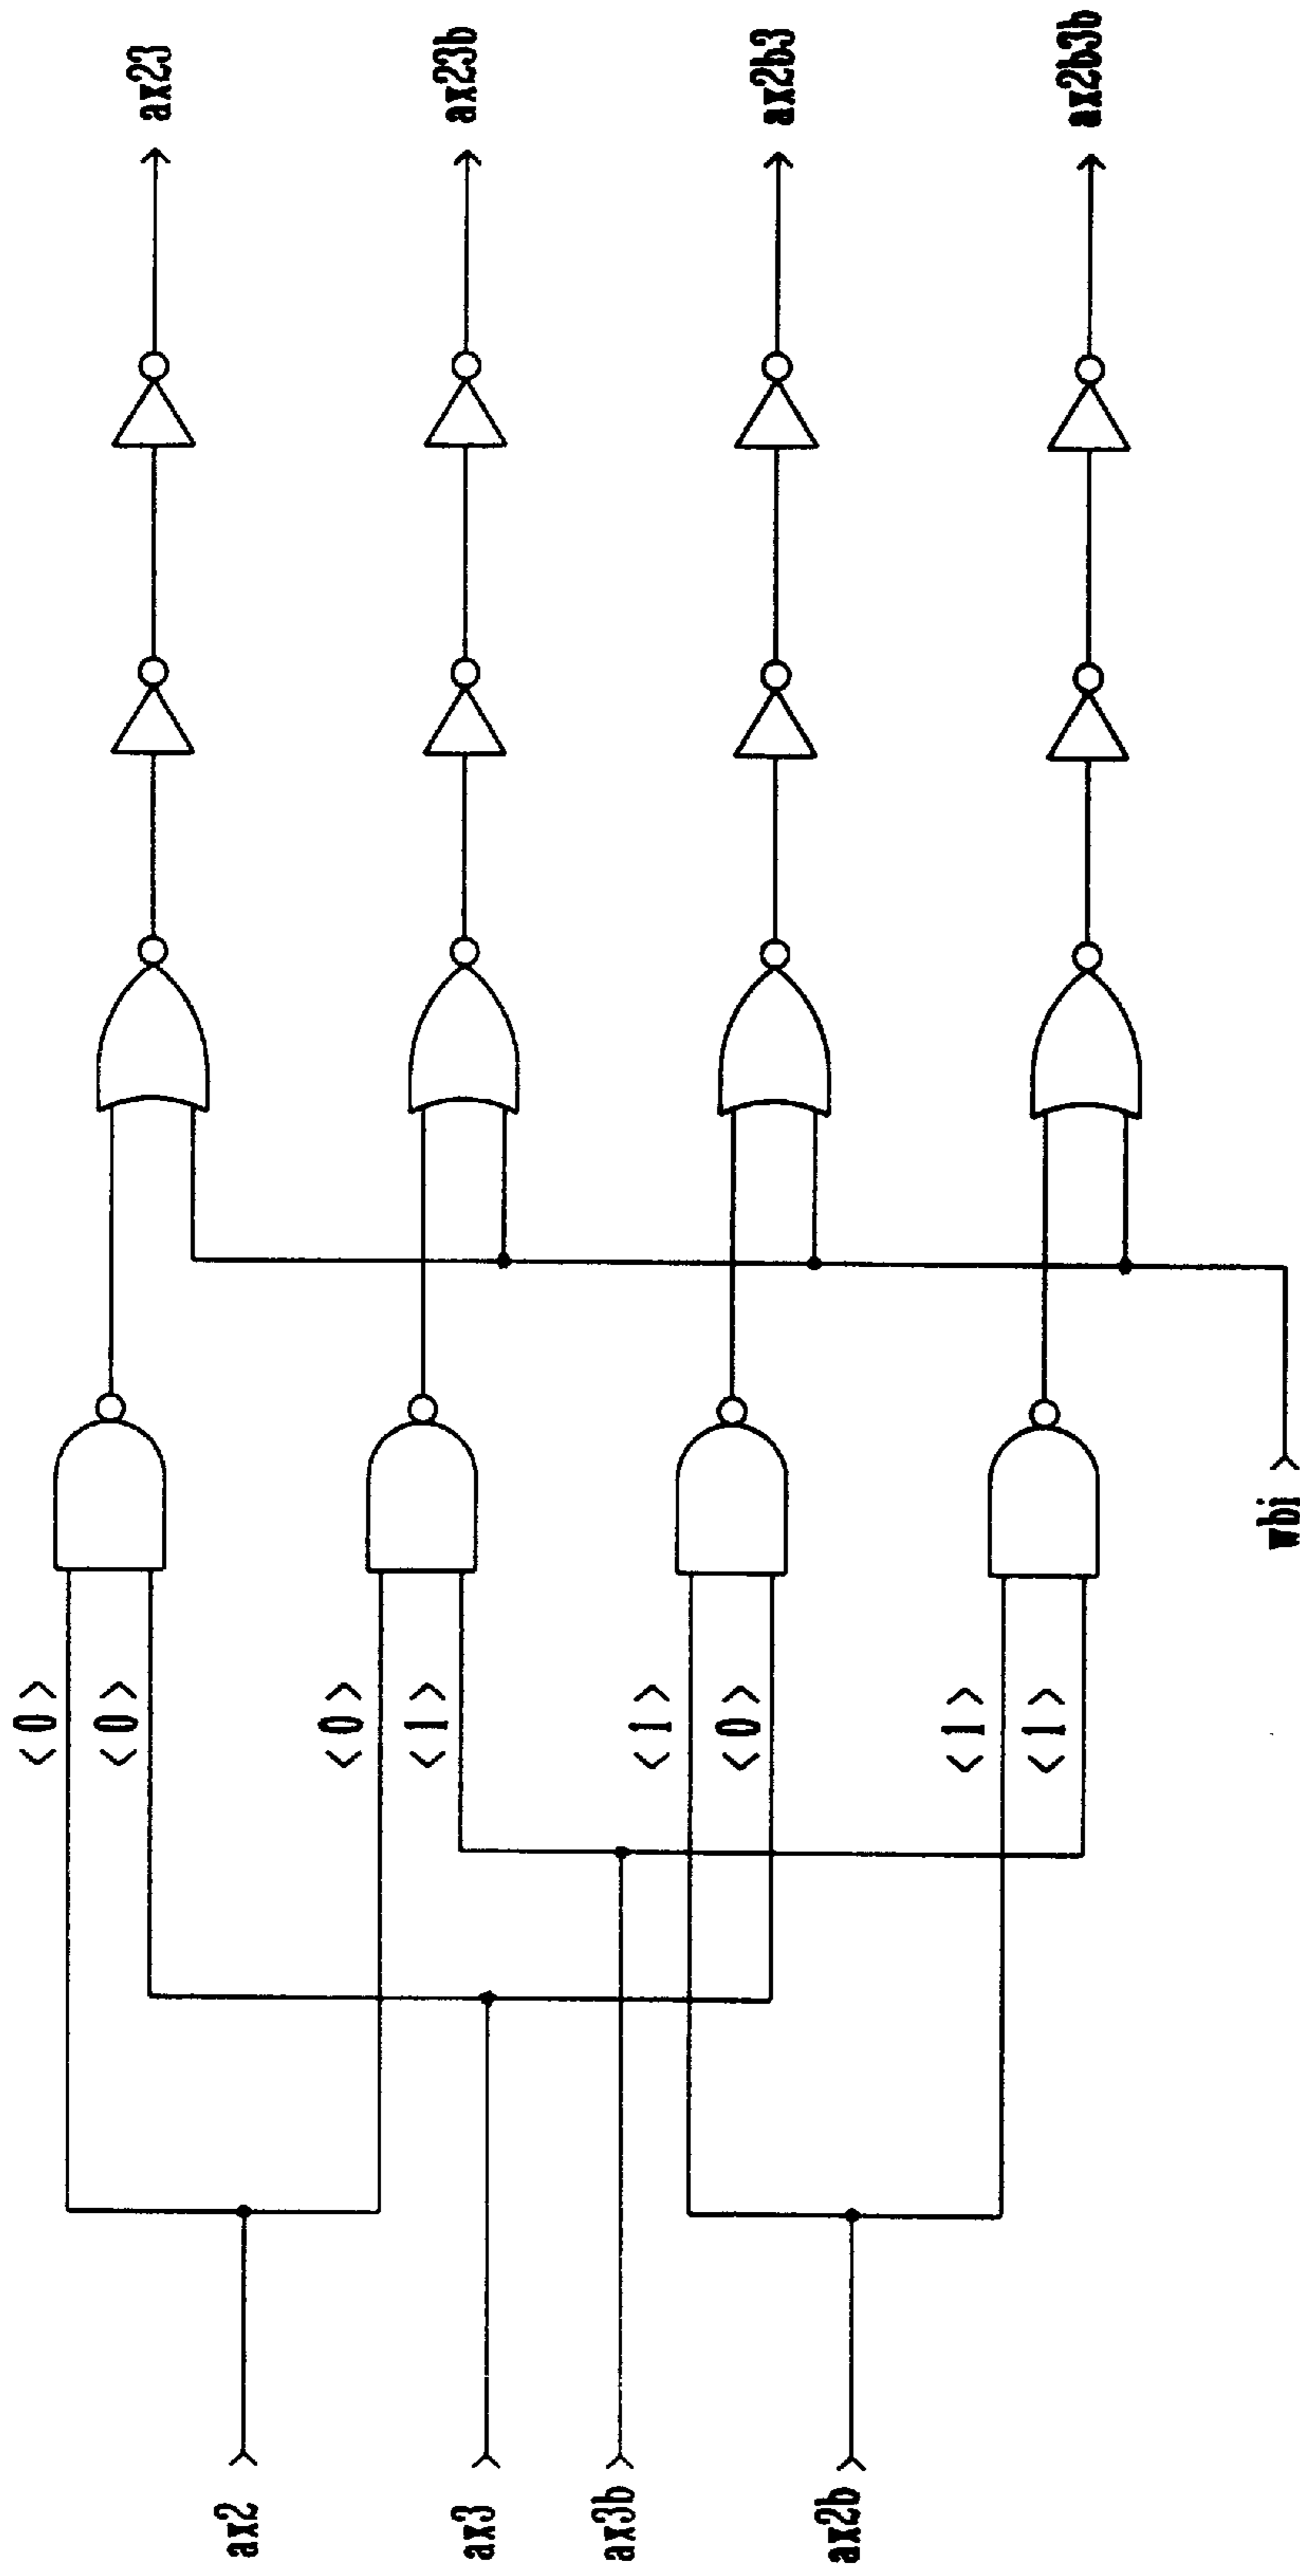 ax2
ax3
ax3b
ax2b
<0>
<0>
<0>
<1>
<1>
<0>
<1>
<1>
wbi
ax23
ax23b
ax2b3
ax2b3b